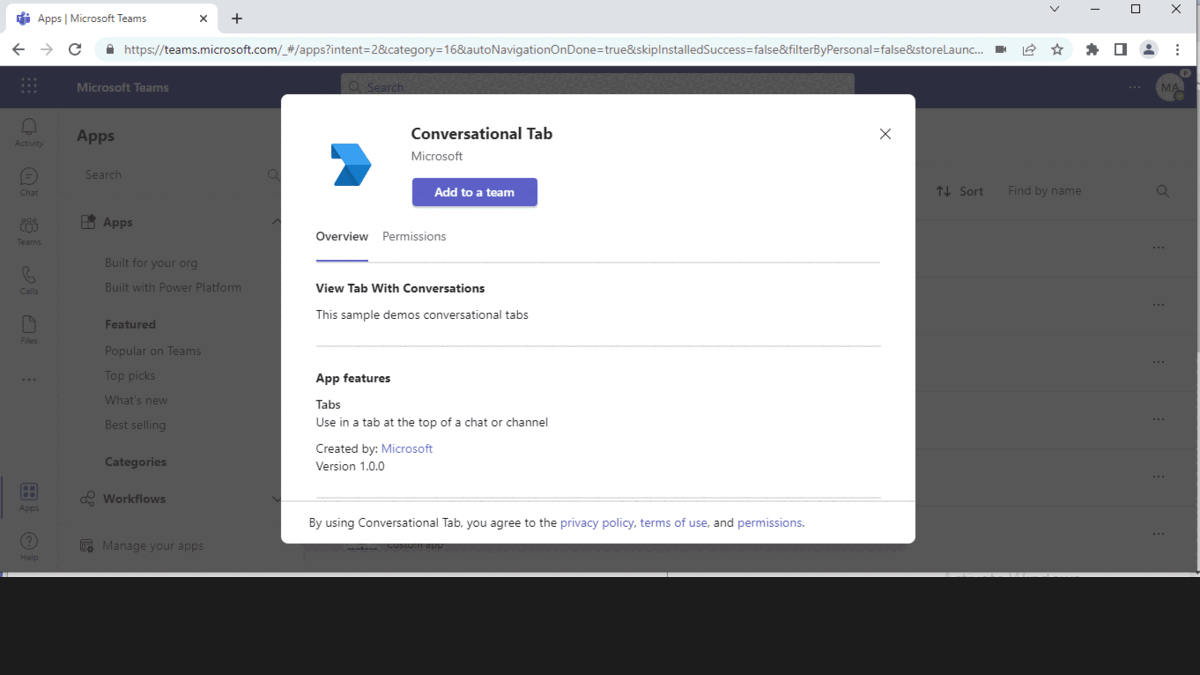 Apps | Microsoft Teams
https://teams.microsoft.com/_#/apps?intent=2&category=16&autoNavigationOnDone=true&skipInstalledSuccess=false&filterByPersonal=false&storeLaunc...
Microsoft Teams
Search
MA
Activity
Chat
Teams
Calls
Files
Apps
Help
Apps
Search
Apps
Built for your org
Built with Power Platform
Featured
Popular on Teams
Top picks
What's new
Best selling
Categories
Workflows
Manage your apps
Sort
Find by name
Conversational Tab
Microsoft
Add to a team
Overview
Permissions
View Tab With Conversations
This sample demos conversational tabs
App features
Tabs
Use in a tab at the top of a chat or channel
Created by: Microsoft
Version 1.0.0
By using Conversational Tab, you agree to the privacy policy, terms of use, and permissions.
Custom app